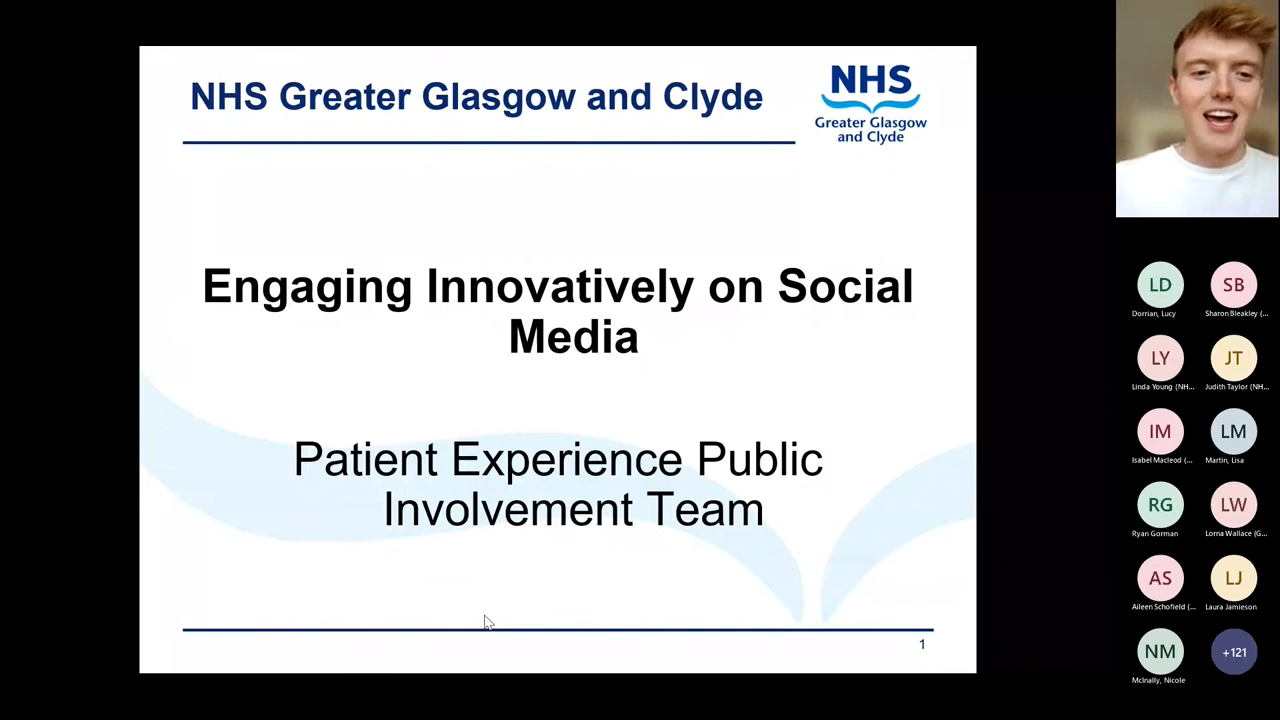 NHS Greater Glasgow and Clyde
NHS
Greater Glasgow
and Clyde
Engaging Innovatively on Social
Media
Patient Experience Public
Involvement Team
1
LD
SB
Dorrian, Lucy
Sharon Bleakley (...
LY
JT
Linda Young (NH...
Judith Taylor (NH...
IM
LM
Isabel Macleod (...
Martin, Lisa
RG
LW
Ryan Gorman
Lorna Wallace (G...
AS
LJ
Aileen Schofield (...
Laura Jamieson
NM
+121
McInally, Nicole